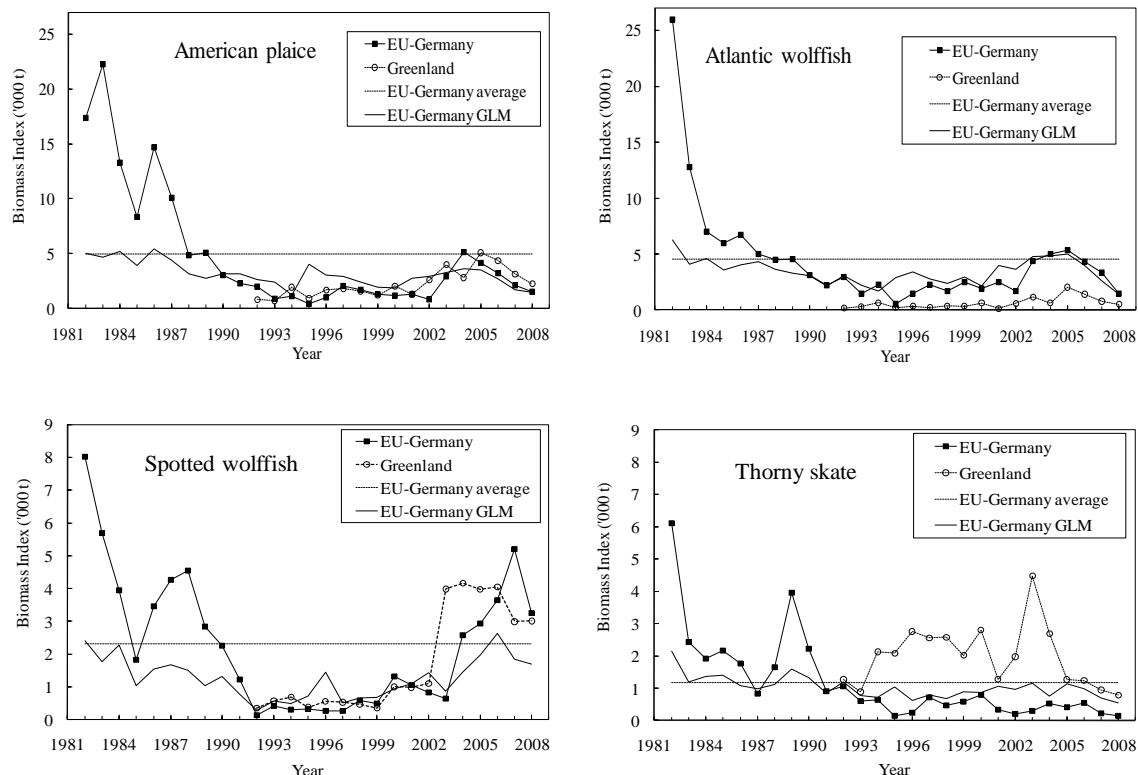 American plaice
EU-Germany
Greenland
EU-Germany average
EU-Germany GLM
Biomass Index ('000 t)
25
20
15
10
5
0
1981 1984 1987 1990 1993 1996 1999 2002 2005 2008
Year
Atlantic wolffish
EU-Germany
Greenland
EU-Germany average
EU-Germany GLM
Biomass Index ('000 t)
25
20
15
10
5
0
1981 1984 1987 1990 1993 1996 1999 2002 2005 2008
Year
Spotted wolffish
EU-Germany
Greenland
EU-Germany average
EU-Germany GLM
Biomass Index ('000 t)
9
8
7
6
5
4
3
2
1
0
1981 1984 1987 1990 1993 1996 1999 2002 2005 2008
Year
Thorny skate
EU-Germany
Greenland
EU-Germany average
EU-Germany GLM
Biomass Index ('000 t)
9
8
7
6
5
4
3
2
1
0
1981 1984 1987 1990 1993 1996 1999 2002 2005 2008
Year